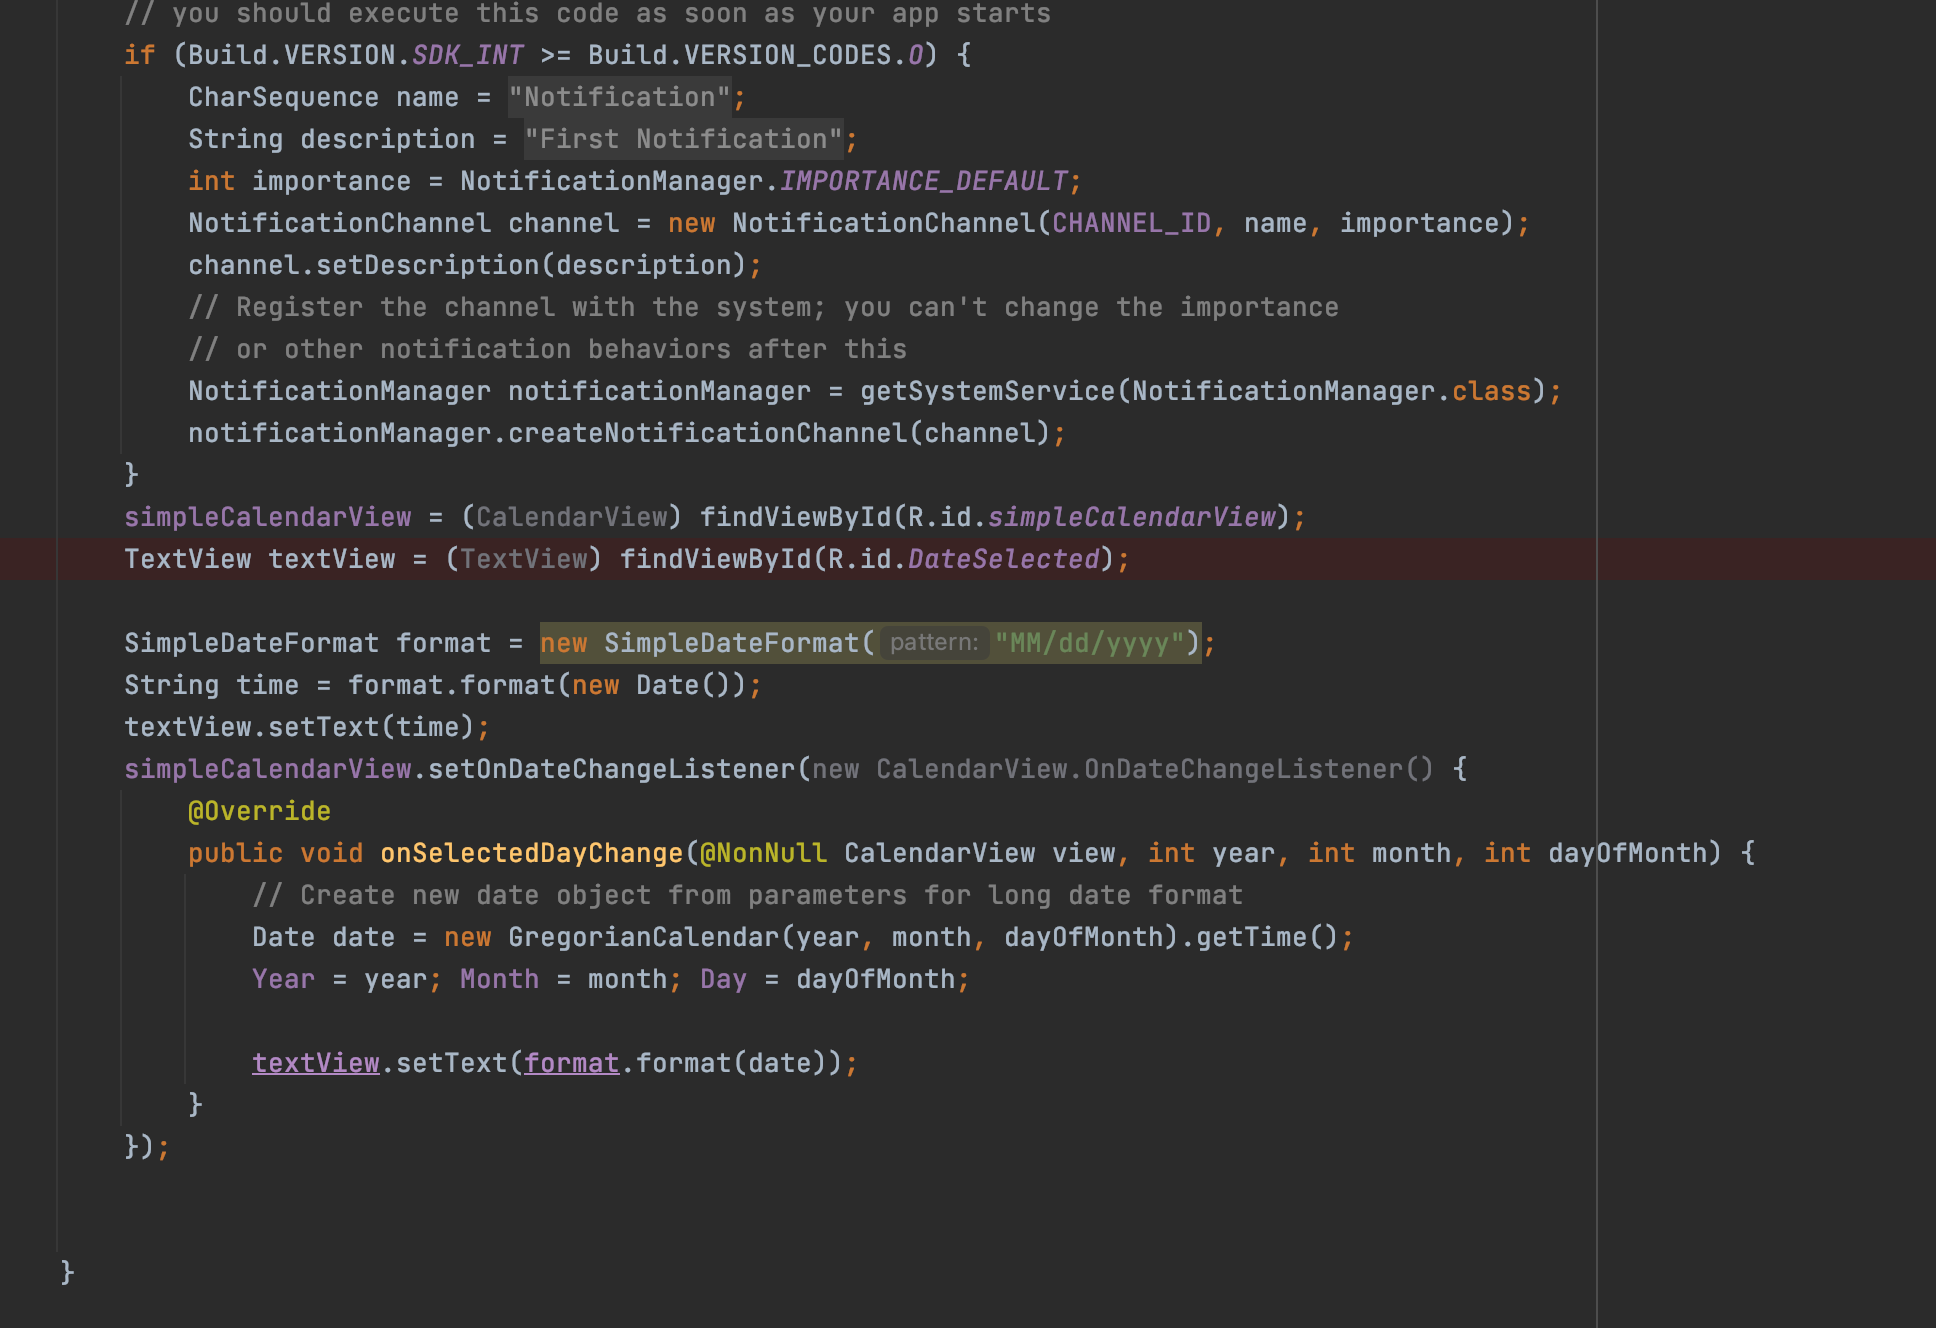 // you should execute this code as soon as your app starts
if (Build.VERSION.SDK_INT >= Build.VERSION_CODES.O) {
CharSequence name = "Notification";
String description = "First Notification";
int importance = NotificationManager.IMPORTANCE_DEFAULT;
NotificationChannel channel = new NotificationChannel(CHANNEL_ID, name, importance);
channel.setDescription(description);
// Register the channel with the system; you can't change the importance
// or other notification behaviors after this
NotificationManager notificationManager = getSystemService(NotificationManager.class);
notificationManager.createNotificationChannel(channel);
}
simpleCalendarView = (CalendarView) findViewById(R.id.simpleCalendarView);
TextView textView = (TextView) findViewById(R.id.DateSelected);
SimpleDateFormat format = new SimpleDateFormat( pattern: "MM/dd/yyyy");
String time = format.format(new Date());
textView.setText(time);
simpleCalendarView.setOnDateChangeListener(new CalendarView.OnDateChangeListener() {
@Override
public void onSelectedDayChange(@NonNull CalendarView view, int year, int month, int dayOfMonth) {
// Create new date object from parameters for long date format
Date date = new GregorianCalendar(year, month, dayOfMonth).getTime();
Year = year; Month = month; Day = dayOfMonth;
textView.setText(format.format(date));
}
});
}